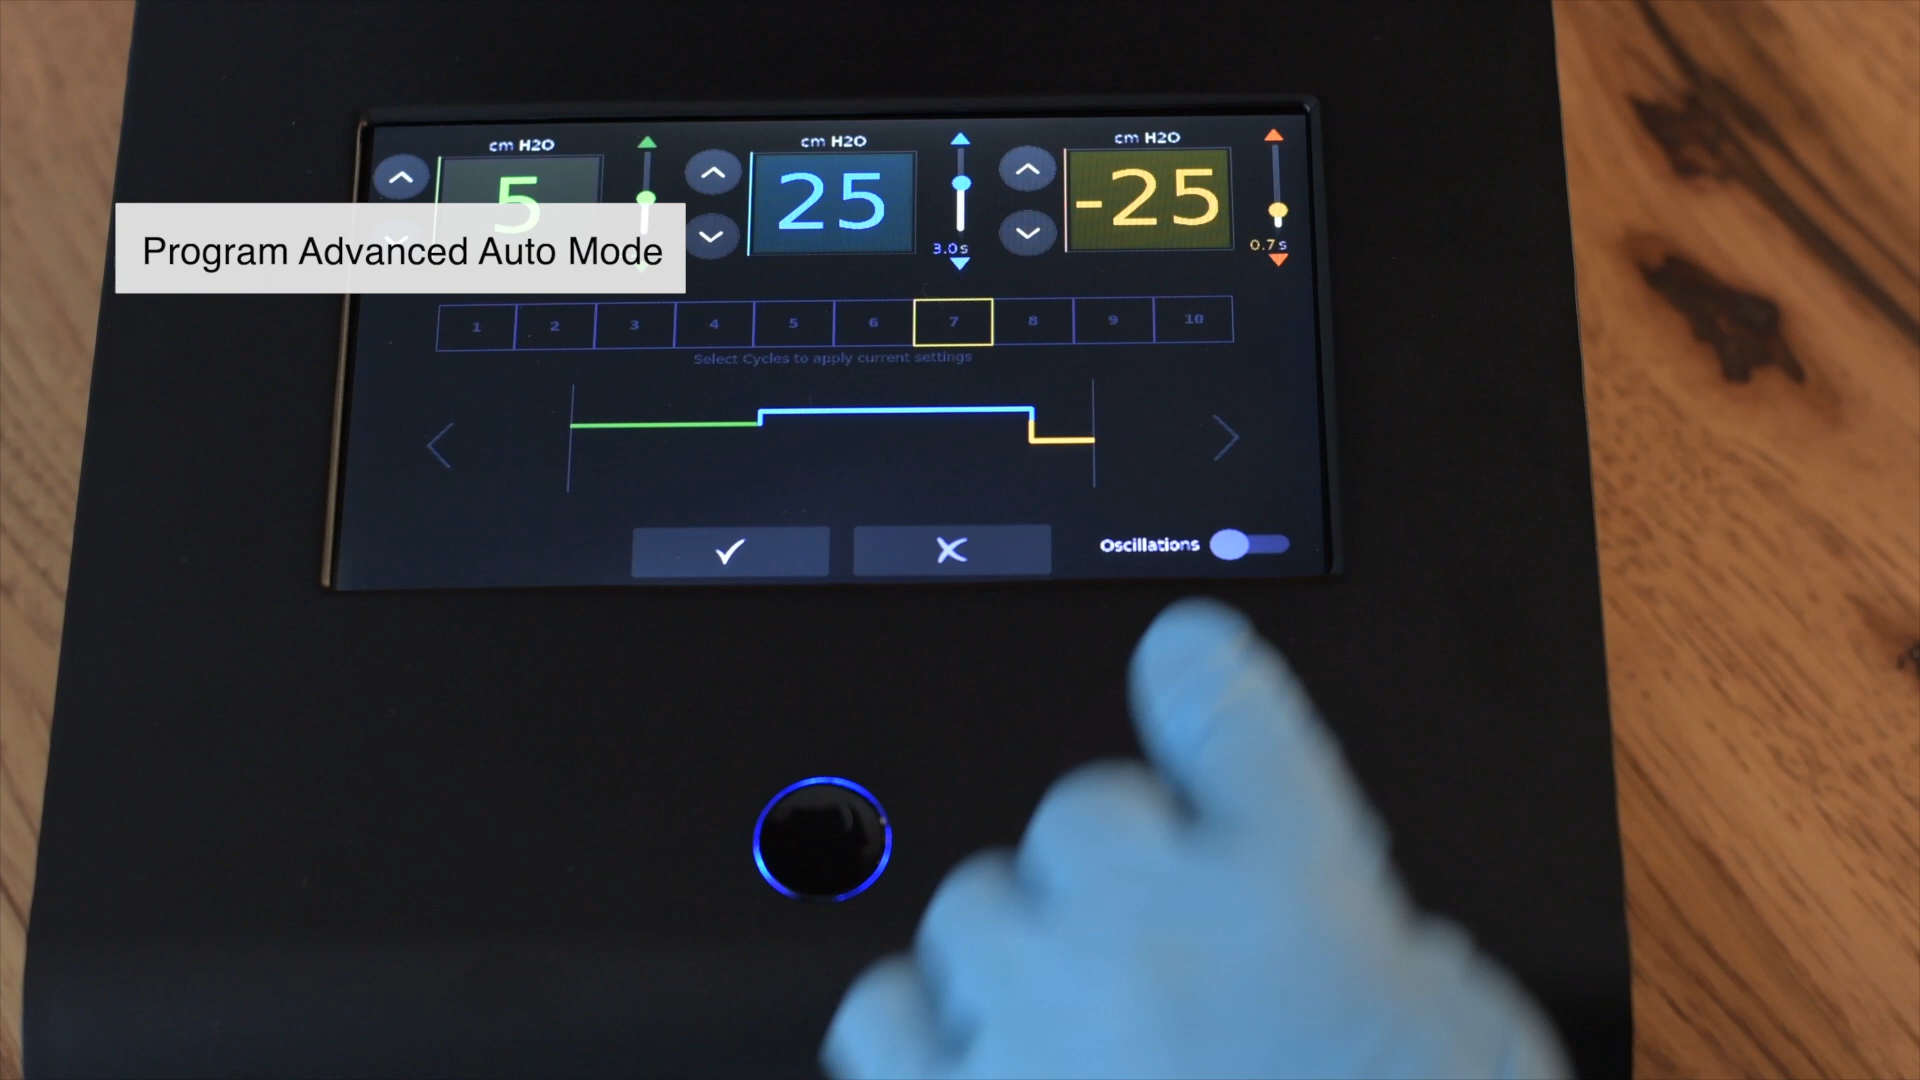 cm H2O
cm H2O
cm H2O
5
25
-25
3.0s
0.7s
Program Advanced Auto Mode
1 2 3 4 5 6 7 8 9 10
Select Cycles to apply current settings
Oscillations